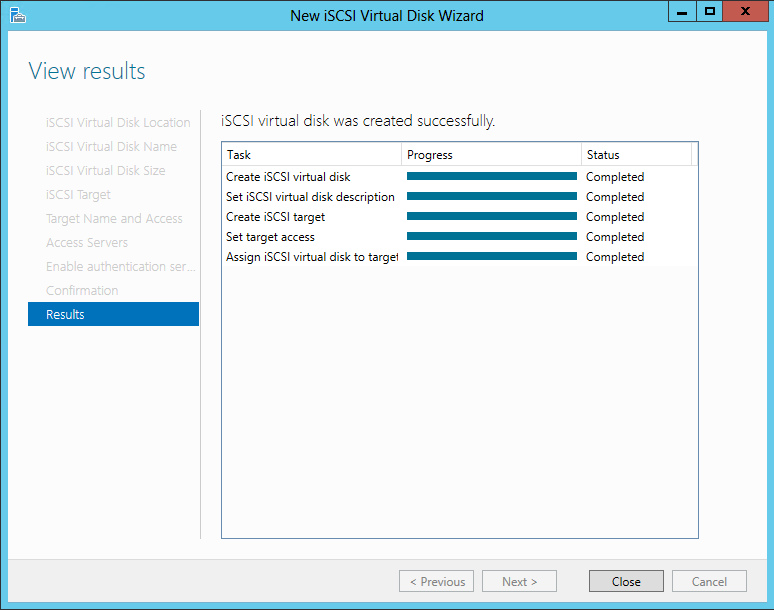 New iSCSI Virtual Disk Wizard
View results
iSCSI Virtual Disk Location
iSCSI Virtual Disk Name
iSCSI Virtual Disk Size
iSCSI Target
Target Name and Access
Access Servers
Enable authentication ser...
Confirmation
Results
iSCSI virtual disk was created successfully.
Task Progress Status
Create iSCSI virtual disk Completed
Set iSCSI virtual disk description Completed
Create iSCSI target Completed
Set target access Completed
Assign iSCSI virtual disk to target Completed
< Previous Next > Close Cancel